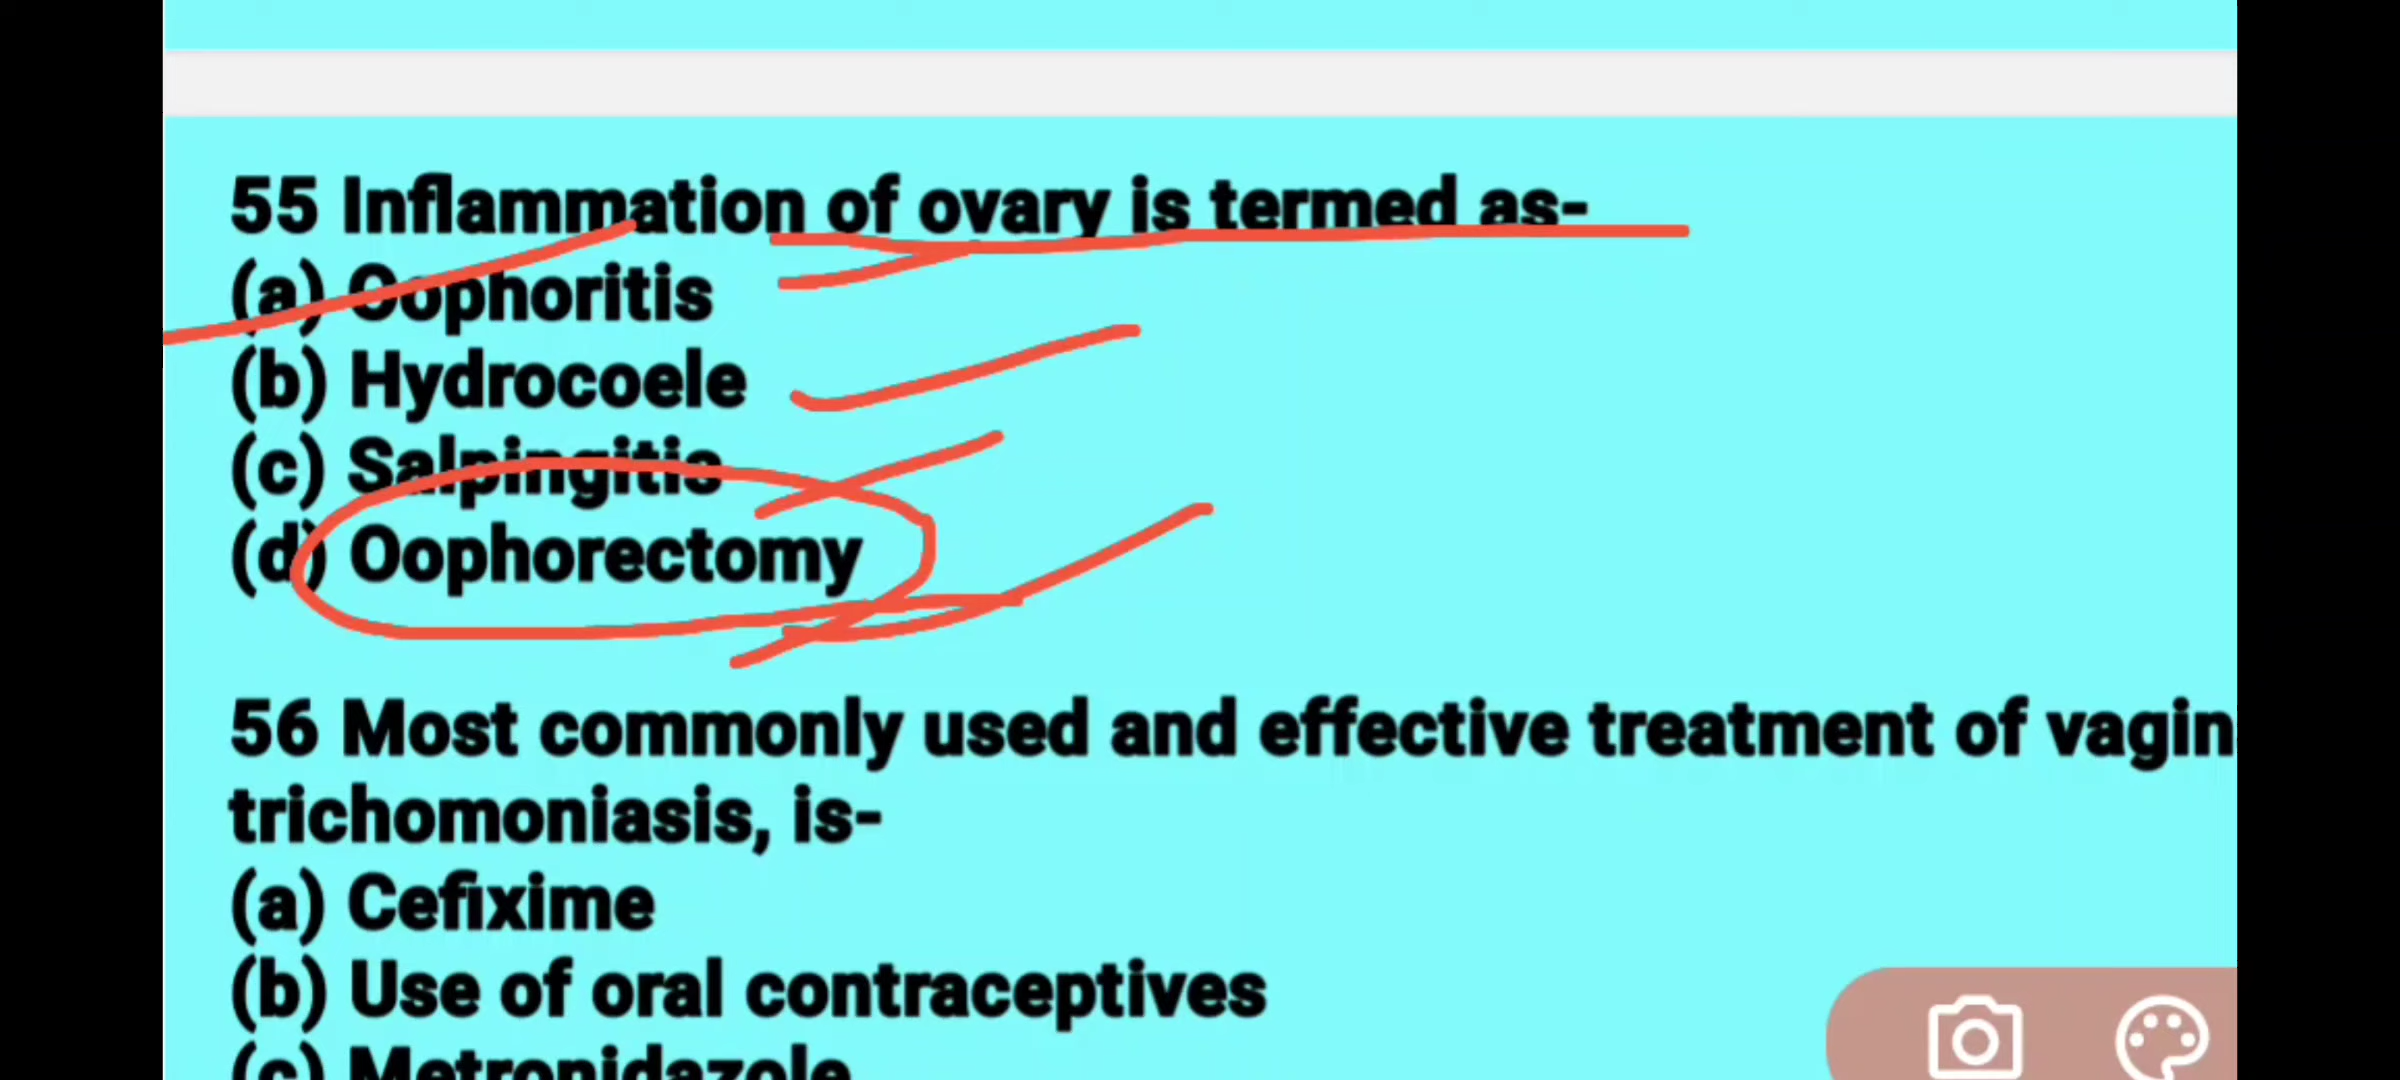 55 Inflammation of ovary is termed as-
(a) Oophoritis
(b) Hydrocoele
(c) Salpingitis
(d) Oophorectomy
56 Most commonly used and effective treatment of vagin
trichomoniasis, is-
(a) Cefixime
(b) Use of oral contraceptives
(c) Metronidazole